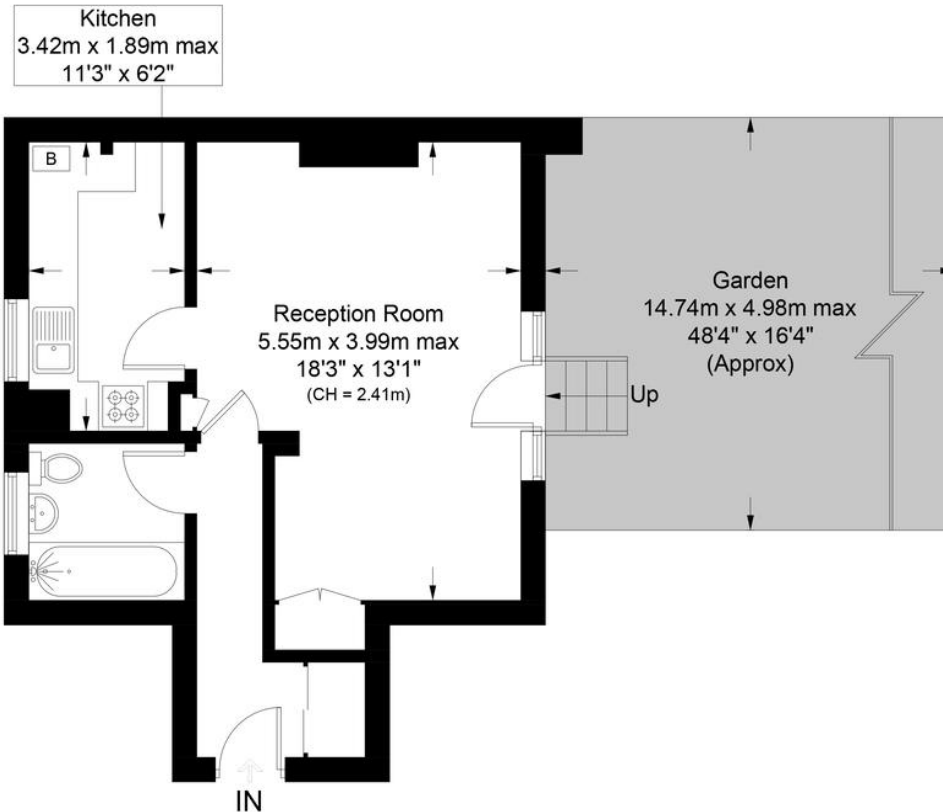 Kitchen
3.42m x 1.89m max
11'3" x 6'2"
B
Reception Room
5.55m x 3.99m max
18'3" x 13'1"
(CH = 2.41m)
Garden
14.74m x 4.98m max
48'4" x 16'4"
(Approx)
Up
IN